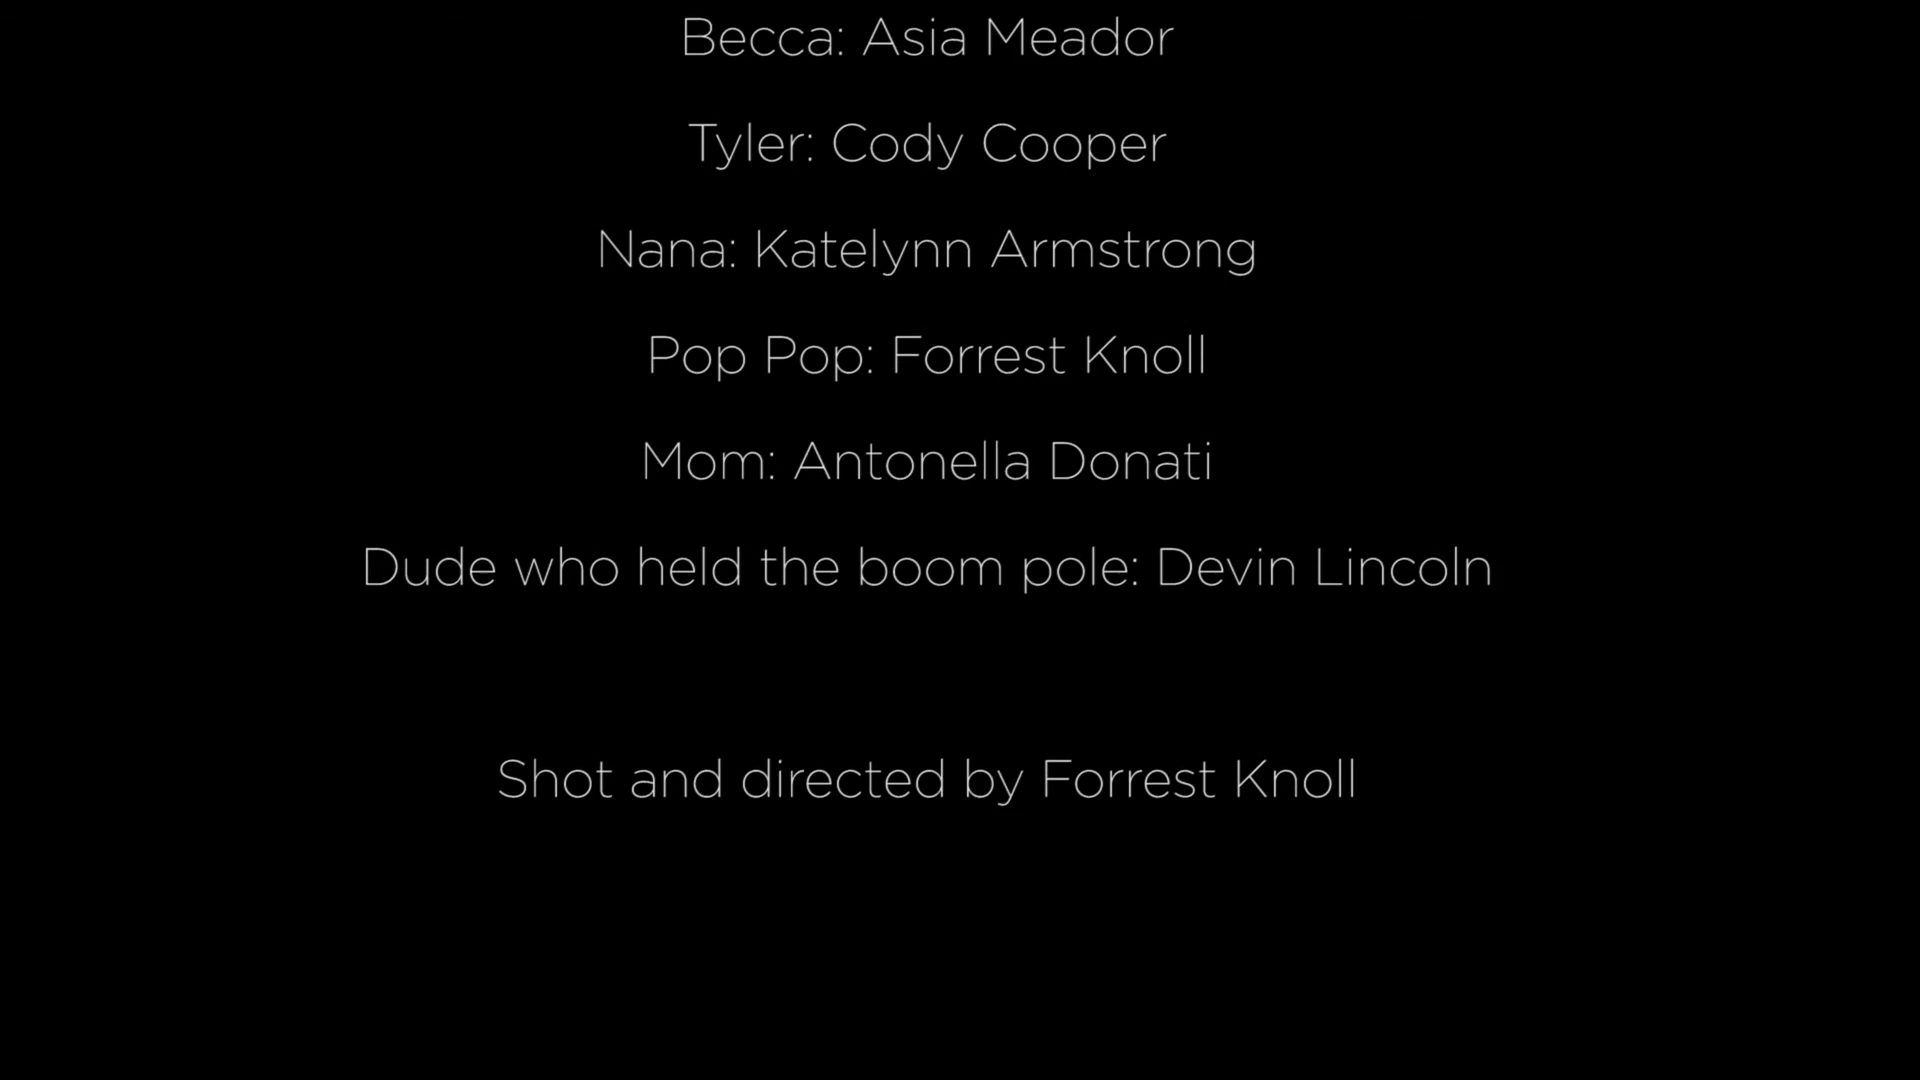 Becca: Asia Meador
Tyler: Cody Cooper
Nana: Katelynn Armstrong
Pop Pop: Forrest Knoll
Mom: Antonella Donati
Dude who held the boom pole: Devin Lincoln
Shot and directed by Forrest Knoll